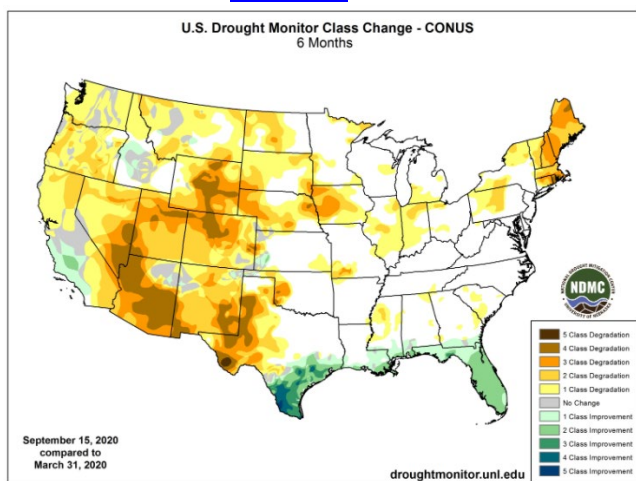 U.S. Drought Monitor Class Change - CONUS
6 Months
NDMC
5 Class Degradation
4 Class Degradation
3 Class Degradation
2 Class Degradation
1 Class Degradation
No Change
1 Class Improvement
2 Class Improvement
3 Class Improvement
4 Class Improvement
5 Class Improvement
September 15, 2020
compared to
March 31, 2020
droughtmonitor.unl.edu